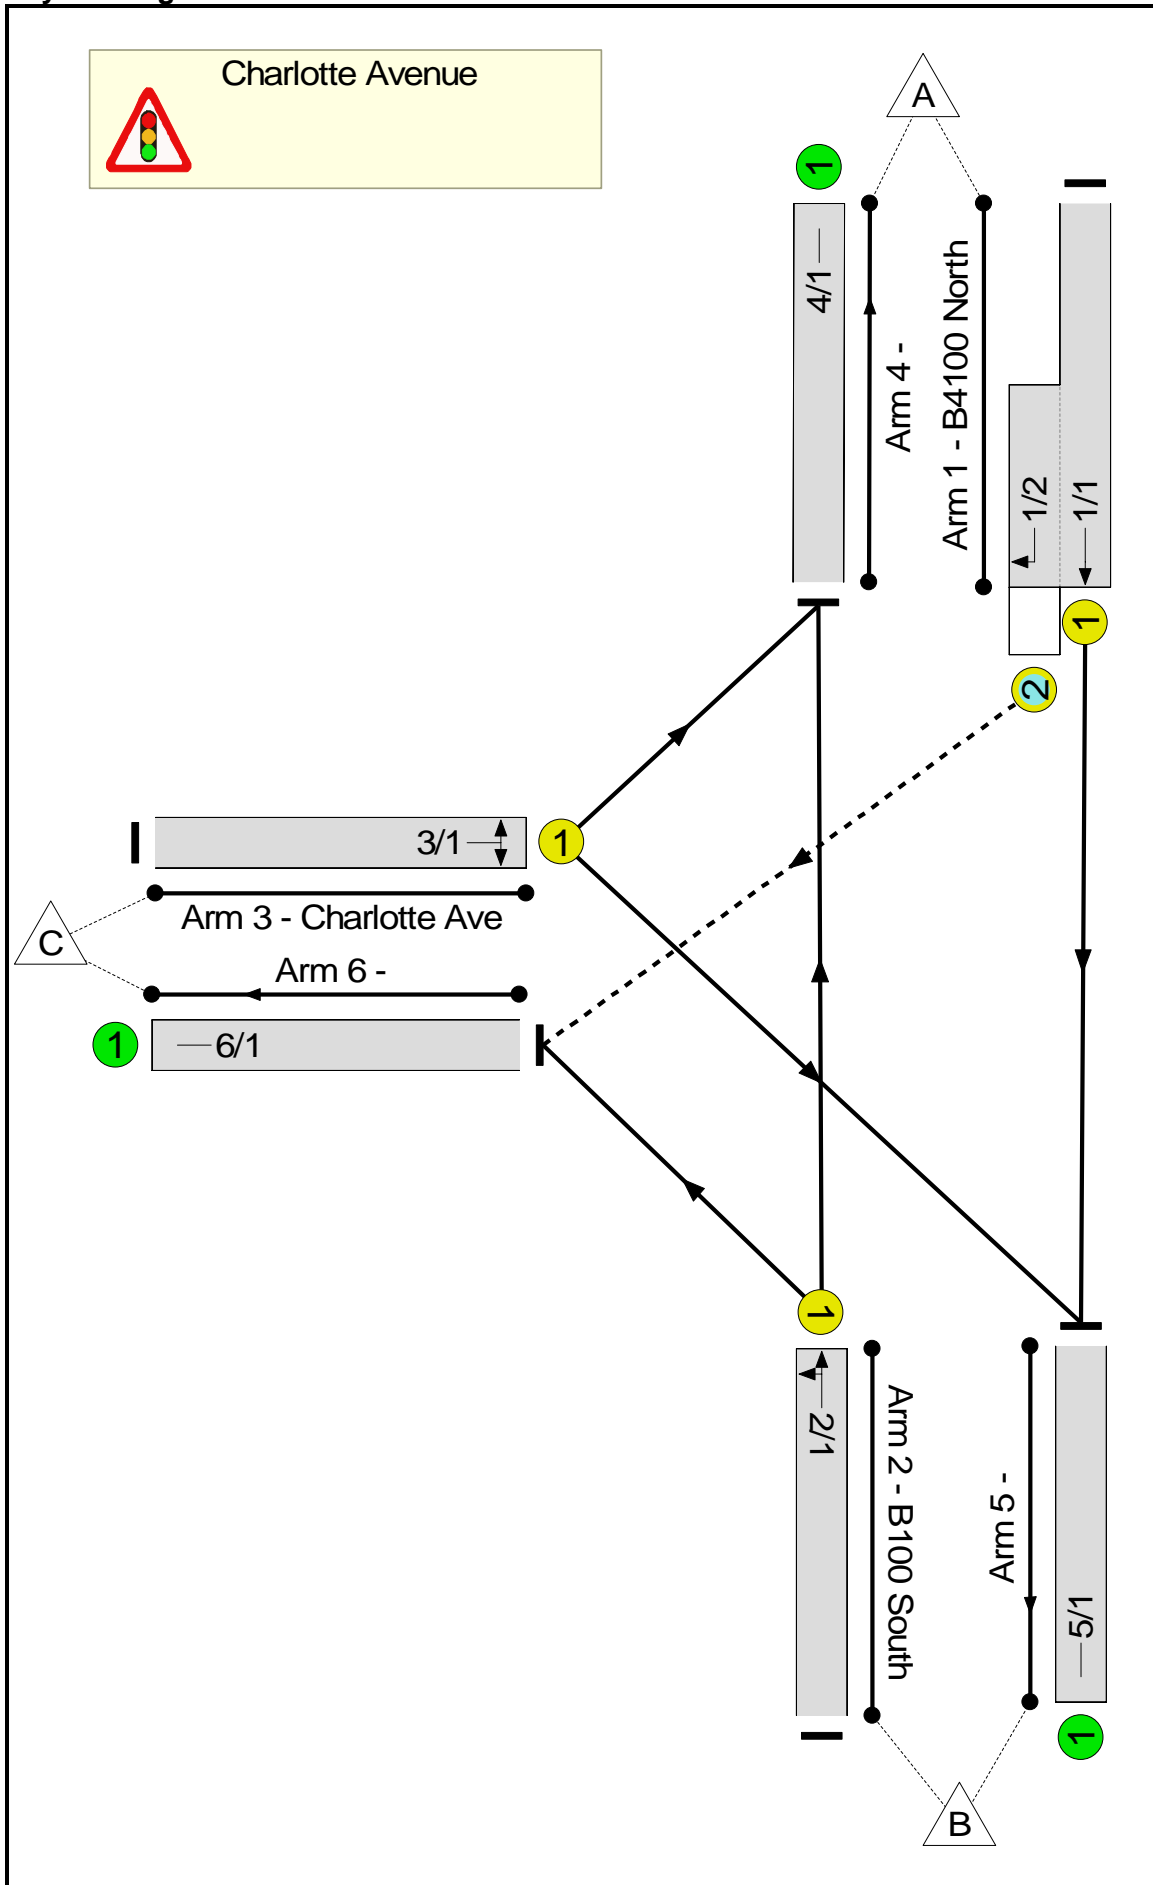 Charlotte Avenue
A
1
4/1
Arm 4 -
Arm 1 - B4100 North
1/2
1/1
1
2
3/1
1
Arm 3 - Charlotte Ave
C
Arm 6 -
1
6/1
1
2/1
Arm 2 - B100 South
Arm 5 -
5/1
1
B